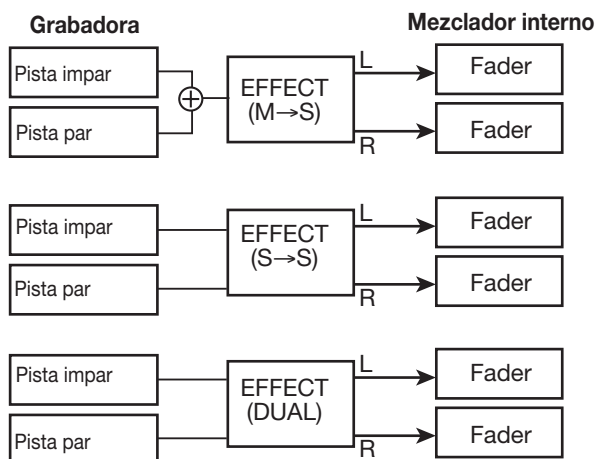 Grabadora
Mezclador interno
Pista impar
Pista par
EFFECT
(M→S)
L
R
Fader
Fader
Pista impar
Pista par
EFFECT
(S→S)
L
R
Fader
Fader
Pista impar
Pista par
EFFECT
(DUAL)
L
R
Fader
Fader